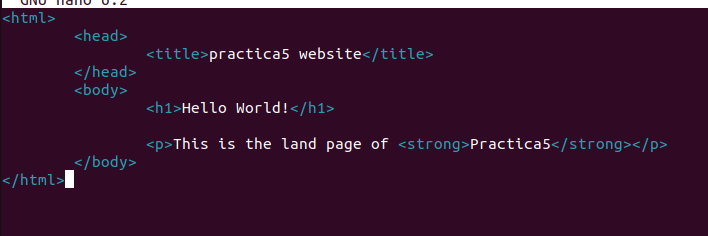 GNU nano 6.2
<html>
<head>
<title>practica5 website</title>
</head>
<body>
<h1>Hello World!</h1>
<p>This is the land page of <strong>Practica5</strong></p>
</body>
</html>